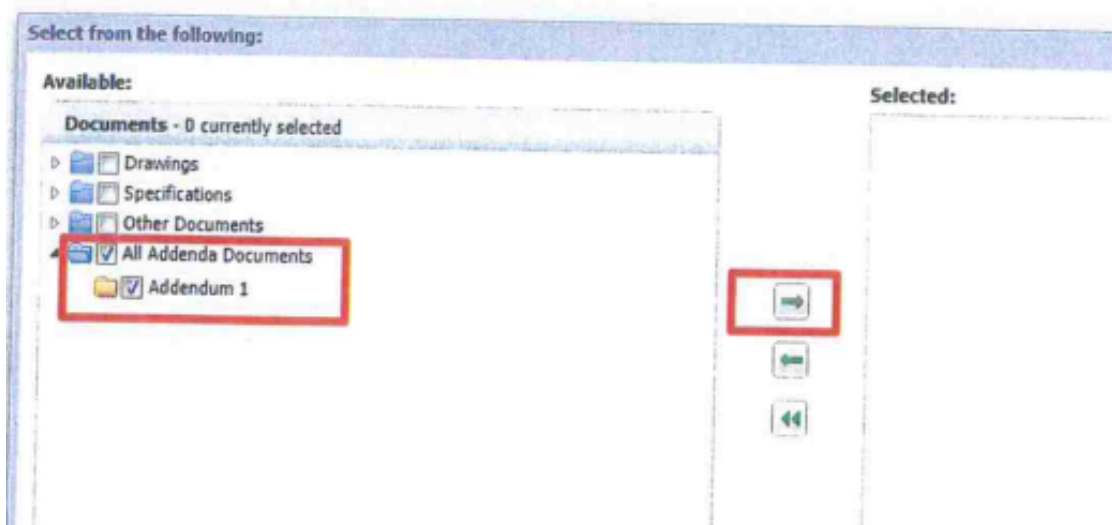 Select from the following:
Available:
Selected:
Documents - 0 currently selected
Drawings
Specifications
Other Documents
All Addenda Documents
Addendum 1